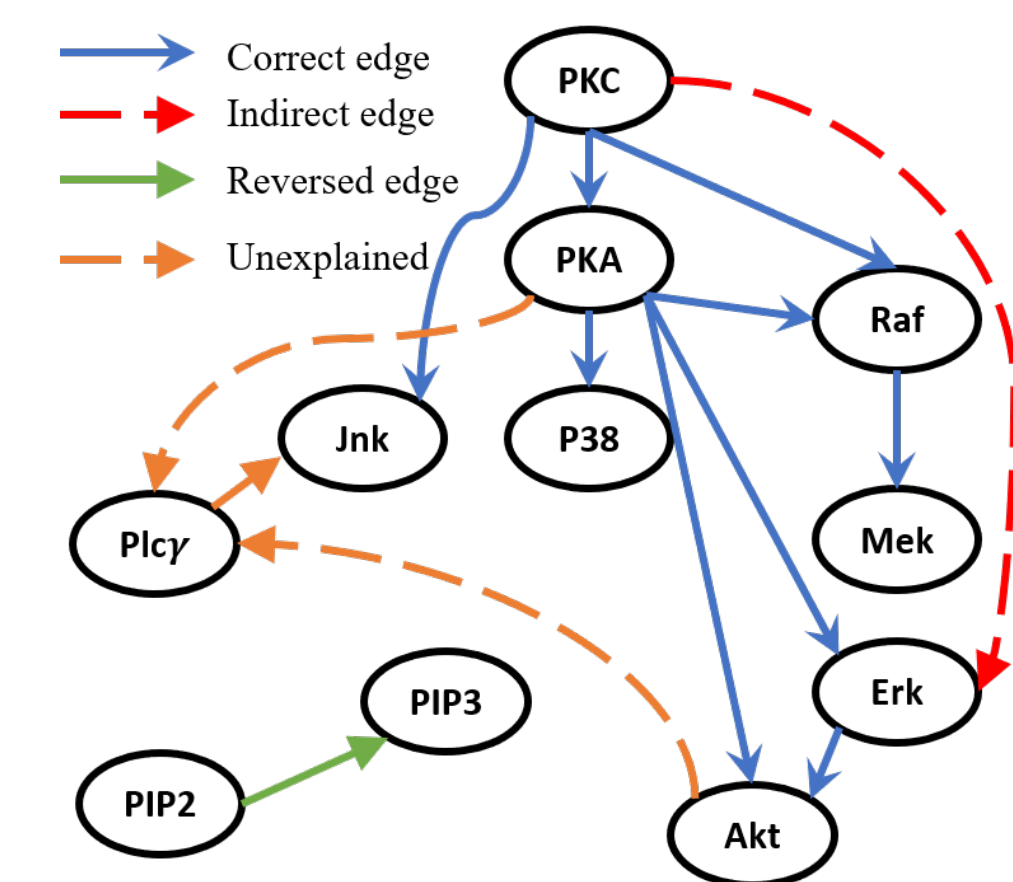 Correct edge
Indirect edge
Reversed edge
Unexplained
PKC
PKA
Raf
Jnk
P38
Plcγ
Mek
PIP3
Erk
PIP2
Akt